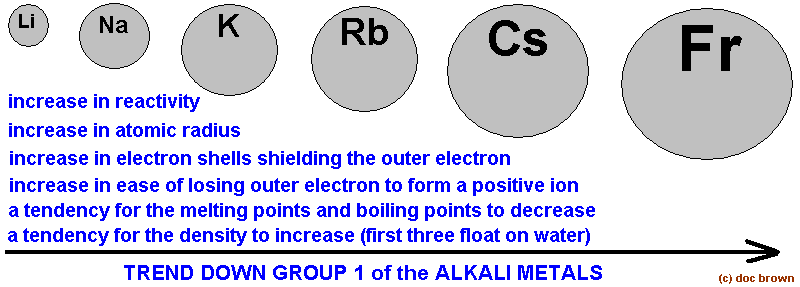 Li Na K Rb Cs Fr
increase in reactivity
increase in atomic radius
increase in electron shells shielding the outer electron
increase in ease of losing outer electron to form a positive ion
a tendency for the melting points and boiling points to decrease
a tendency for the density to increase (first three float on water)
TREND DOWN GROUP 1 of the ALKALI METALS
(c) doc brown